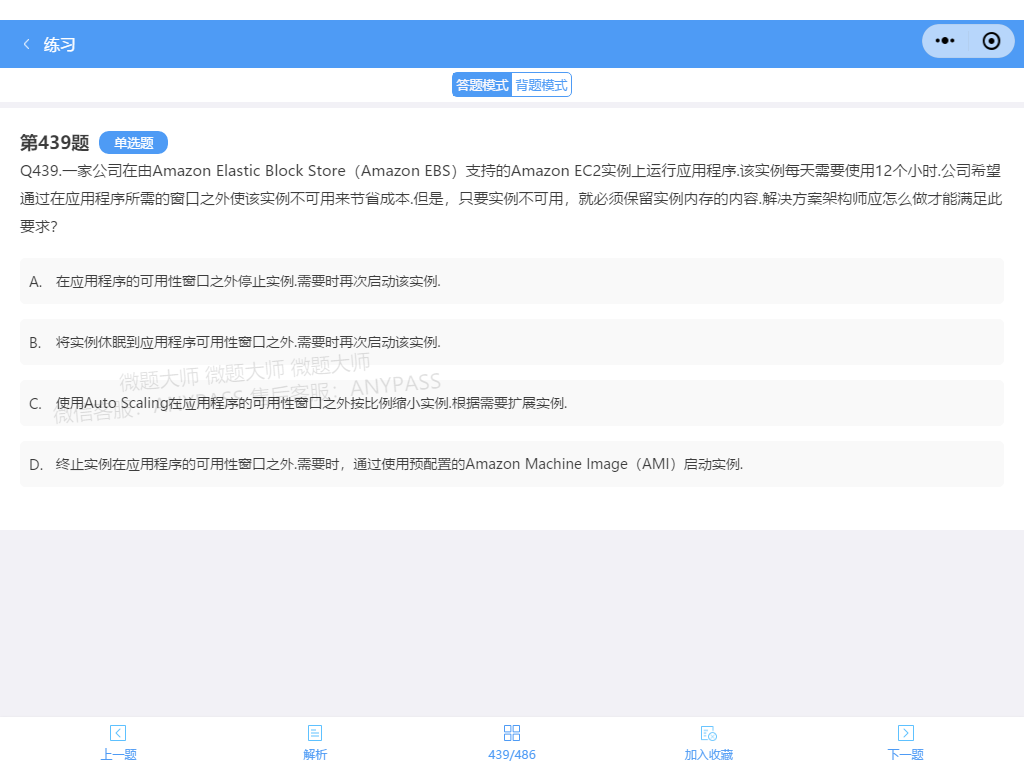 练习
答题模式 背题模式
第439题 单选题
Q439.一家公司在由Amazon Elastic Block Store（Amazon EBS）支持的Amazon EC2实例上运行应用程序.该实例每天需要使用12个小时.公司希望
通过在应用程序所需的窗口之外使该实例不可用来节省成本.但是，只要实例不可用，就必须保留实例内存的内容.解决方案架构师应怎么做才能满足此
要求?
A. 在应用程序的可用性窗口之外停止实例.需要时再次启动该实例.
B. 将实例休眠到应用程序可用性窗口之外.需要时再次启动该实例.
微题大师 微题大师 微题大师
微信客服：ANYPASS 售后客服：ANYPASS
C. 使用Auto Scaling在应用程序的可用性窗口之外按比例缩小实例.根据需要扩展实例.
D. 终止实例在应用程序的可用性窗口之外.需要时，通过使用预配置的Amazon Machine Image（AMI）启动实例.
上一题 解析 439/486 加入收藏 下一题